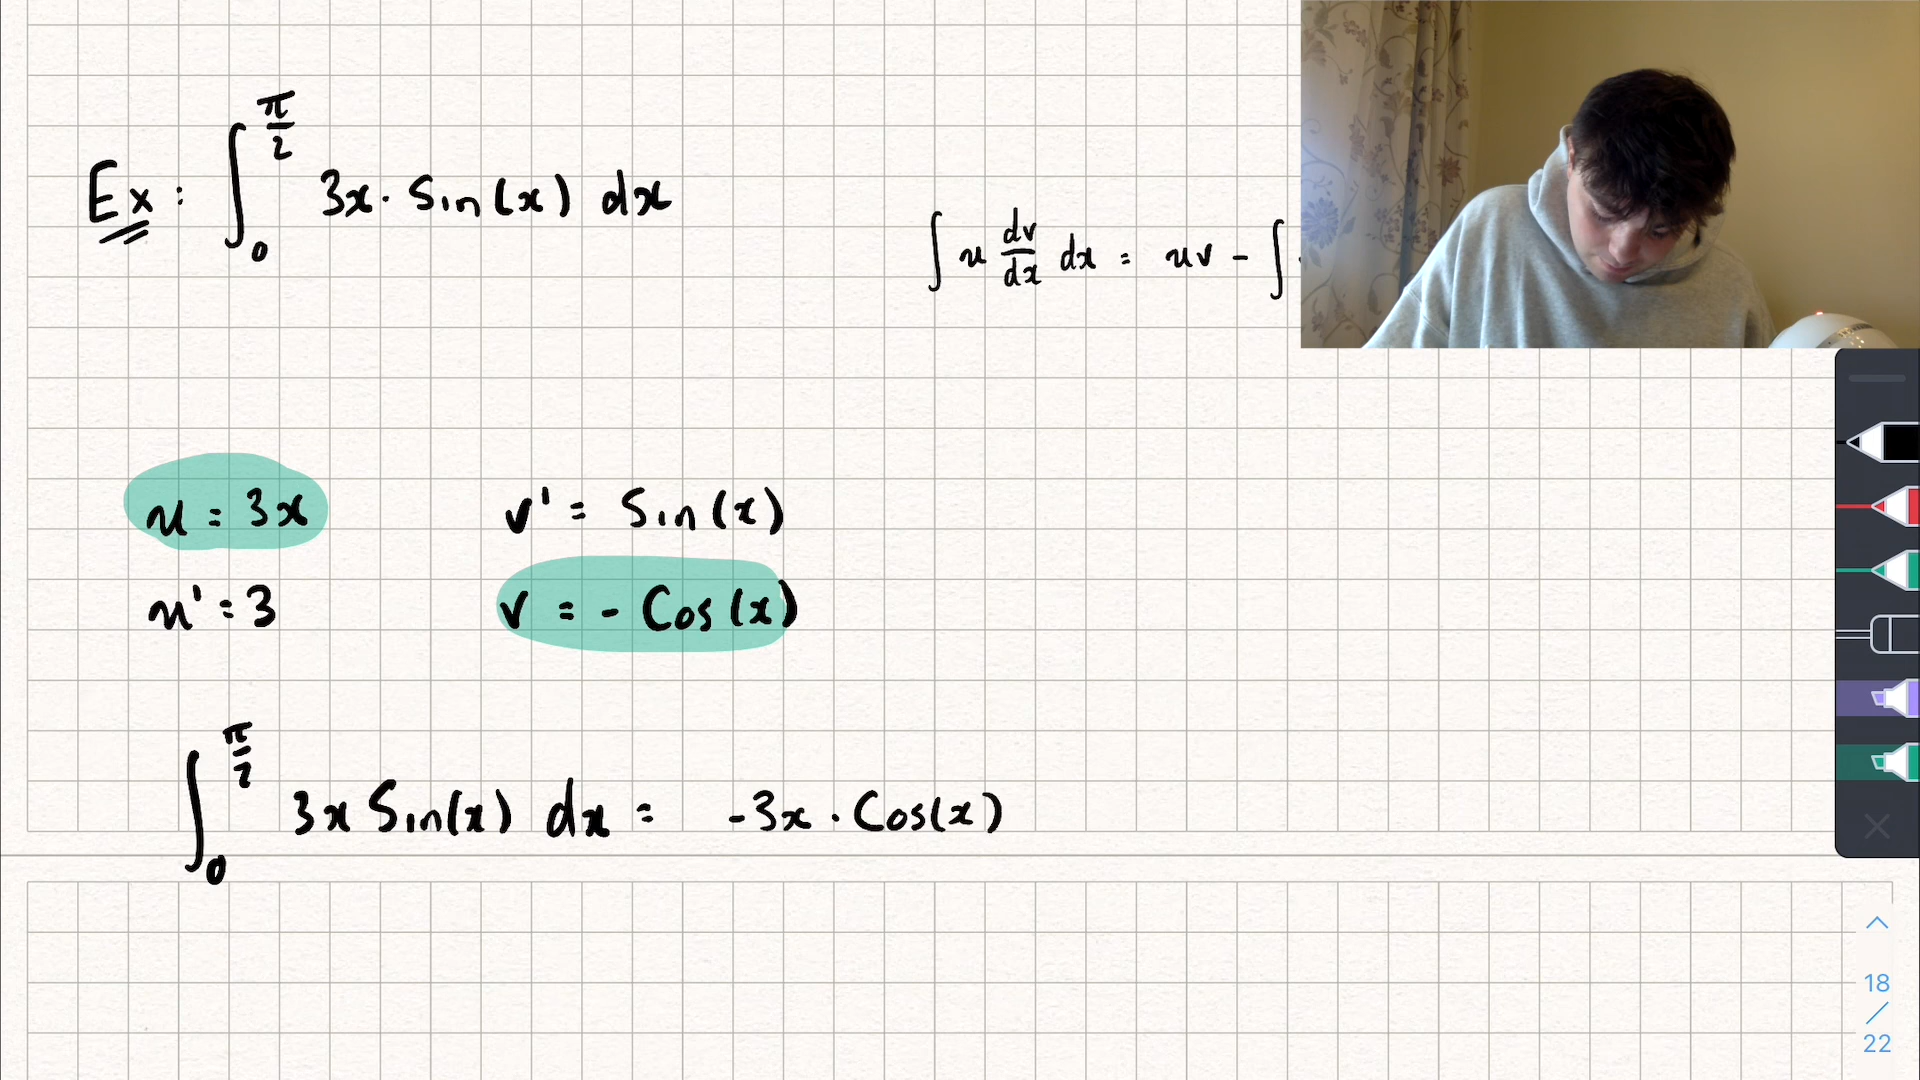 Ex: ∫₀^{π/2} 3x · Sin(x) dx
∫ u dv/dx dx = uv - ∫
u = 3x
v' = Sin(x)
u' = 3
v = - Cos(x)
∫₀^{π/2} 3x Sin(x) dx = -3x · Cos(x)
18
/
22